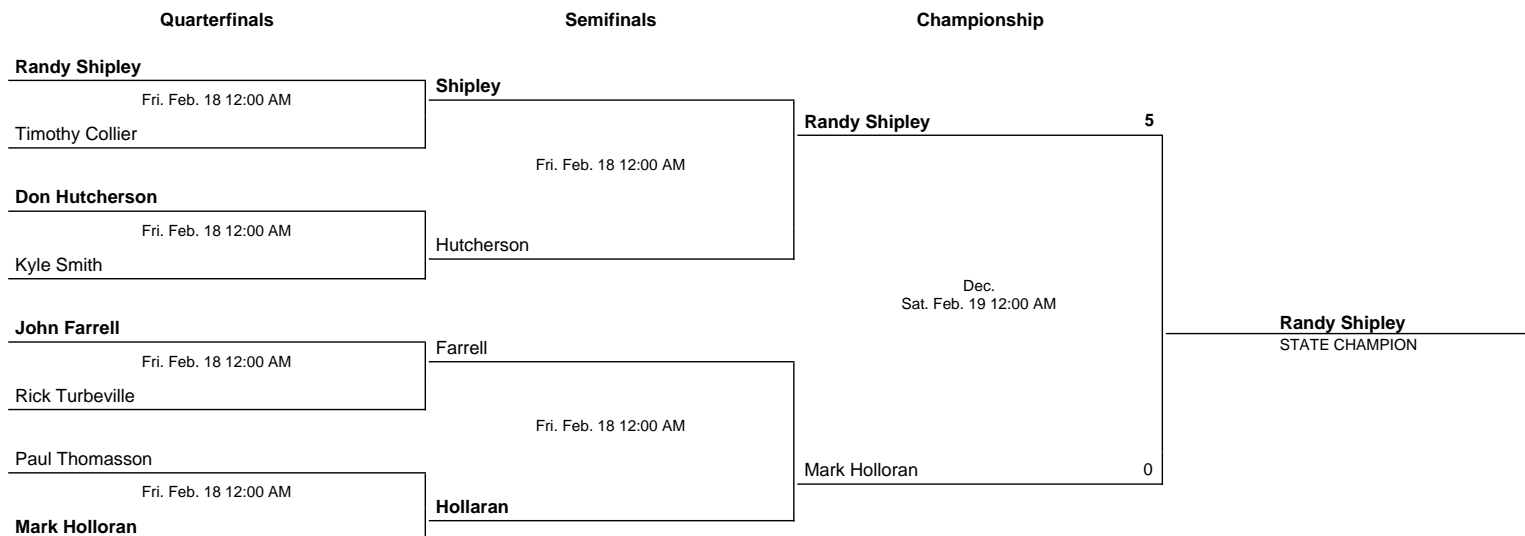 Quarterfinals
Semifinals
Championship
Randy Shipley
Fri. Feb. 18 12:00 AM
Timothy Collier
Don Hutcherson
Fri. Feb. 18 12:00 AM
Kyle Smith
John Farrell
Fri. Feb. 18 12:00 AM
Rick Turbeville
Paul Thomasson
Fri. Feb. 18 12:00 AM
Mark Holloran
Shipley
Fri. Feb. 18 12:00 AM
Hutcherson
Farrell
Fri. Feb. 18 12:00 AM
Hollaran
Randy Shipley 5
Dec.
Sat. Feb. 19 12:00 AM
Mark Holloran 0
Randy Shipley
STATE CHAMPION